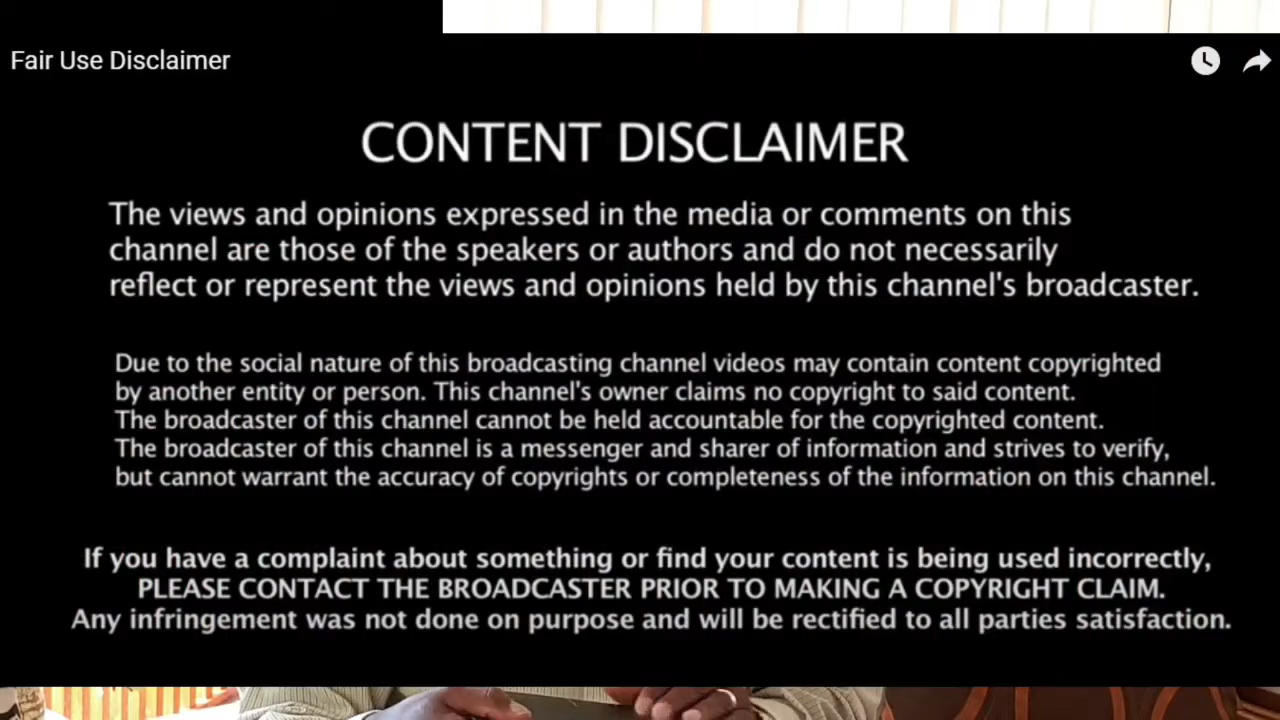 Fair Use Disclaimer
CONTENT DISCLAIMER
The views and opinions expressed in the media or comments on this
channel are those of the speakers or authors and do not necessarily
reflect or represent the views and opinions held by this channel's broadcaster.
Due to the social nature of this broadcasting channel videos may contain content copyrighted
by another entity or person. This channel's owner claims no copyright to said content.
The broadcaster of this channel cannot be held accountable for the copyrighted content.
The broadcaster of this channel is a messenger and sharer of information and strives to verify,
but cannot warrant the accuracy of copyrights or completeness of the information on this channel.
If you have a complaint about something or find your content is being used incorrectly,
PLEASE CONTACT THE BROADCASTER PRIOR TO MAKING A COPYRIGHT CLAIM.
Any infringement was not done on purpose and will be rectified to all parties satisfaction.